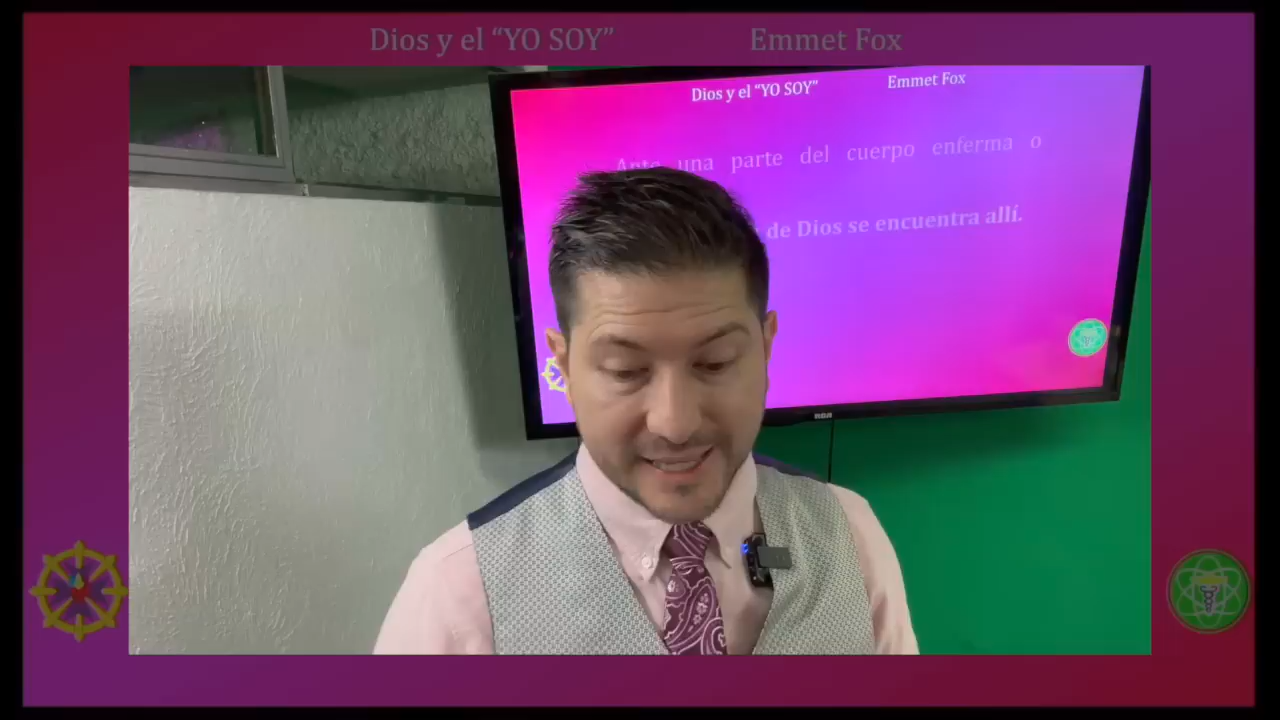 Dios y el “YO SOY” Emmet Fox
Dios y el “YO SOY” Emmet Fox
Ante una parte del cuerpo enferma o
de Dios se encuentra allí.
RCA